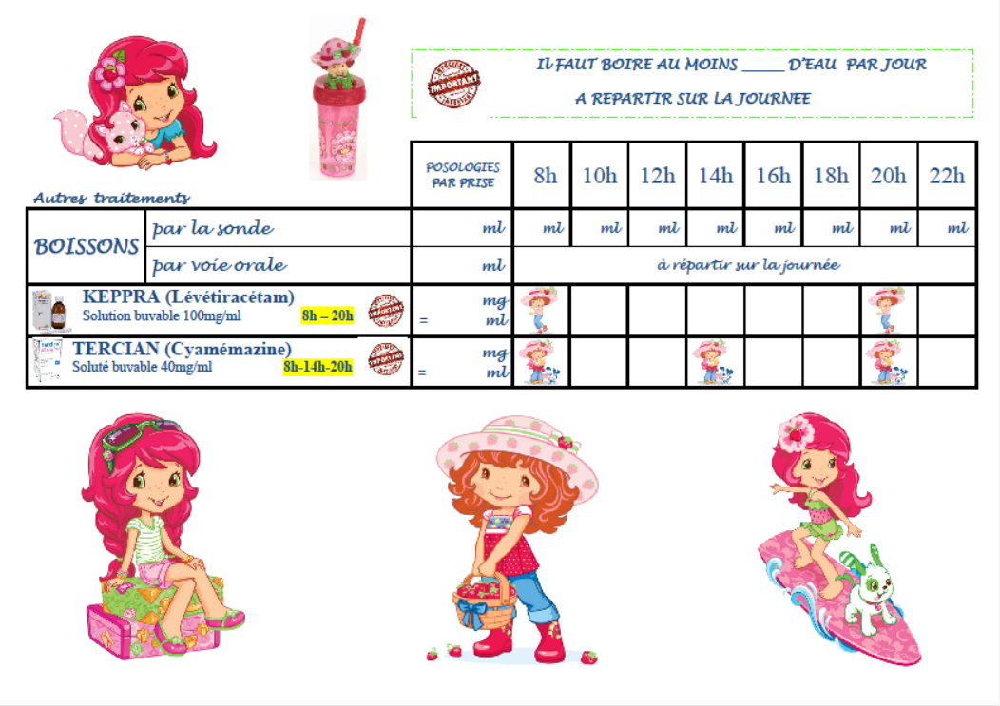 IL FAUT BOIRE AU MOINS _____ D'EAU PAR JOUR
IMPORTANT
A REPARTIR SUR LA JOURNEE
POSOLOGIES
PAR PRISE
8h 10h 12h 14h 16h 18h 20h 22h
Autres traitements
BOISSONS
par la sonde ml ml ml ml ml ml ml ml ml
par voie orale ml à répartir sur la journée
KEPPRA (Lévétiracétam) mg
Solution buvable 100mg/ml 8h – 20h IMPORTANT = ml
TERCIAN (Cyamémazine) mg
Soluté buvable 40mg/ml 8h-14h-20h IMPORTANT = ml